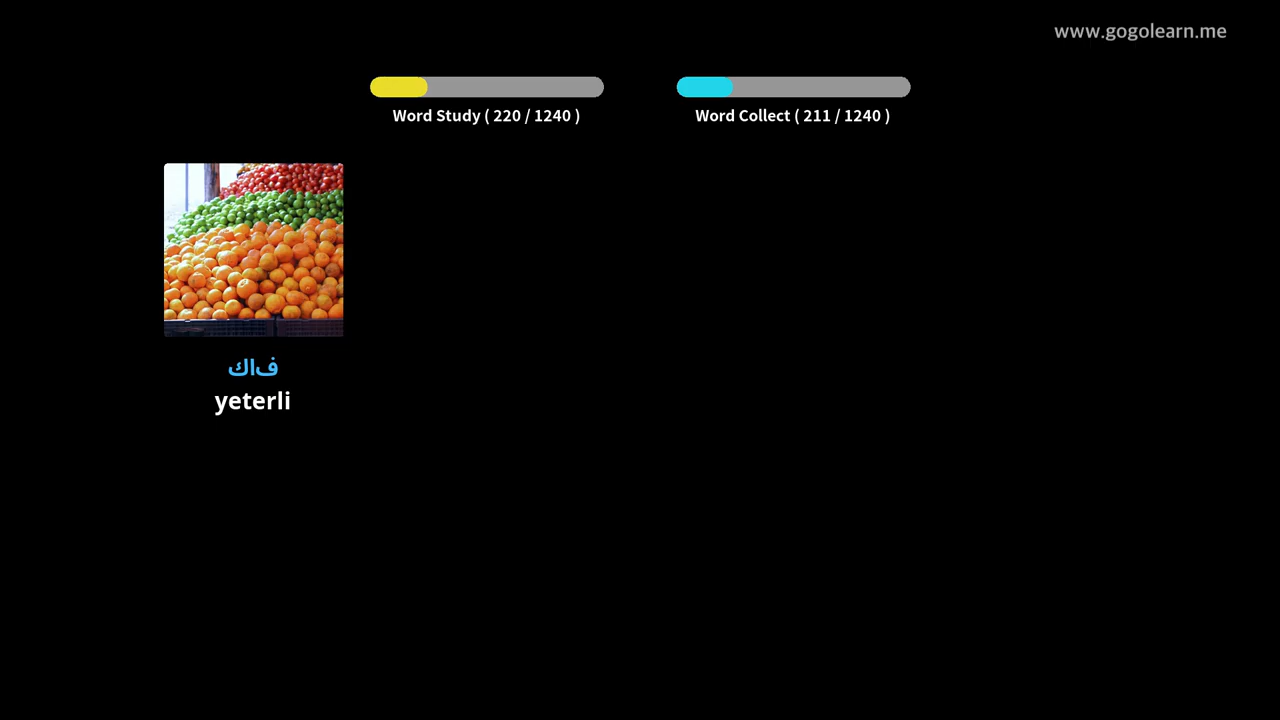 www.gogolearn.me
Word Study ( 220 / 1240 )
Word Collect ( 211 / 1240 )
فاك
yeterli